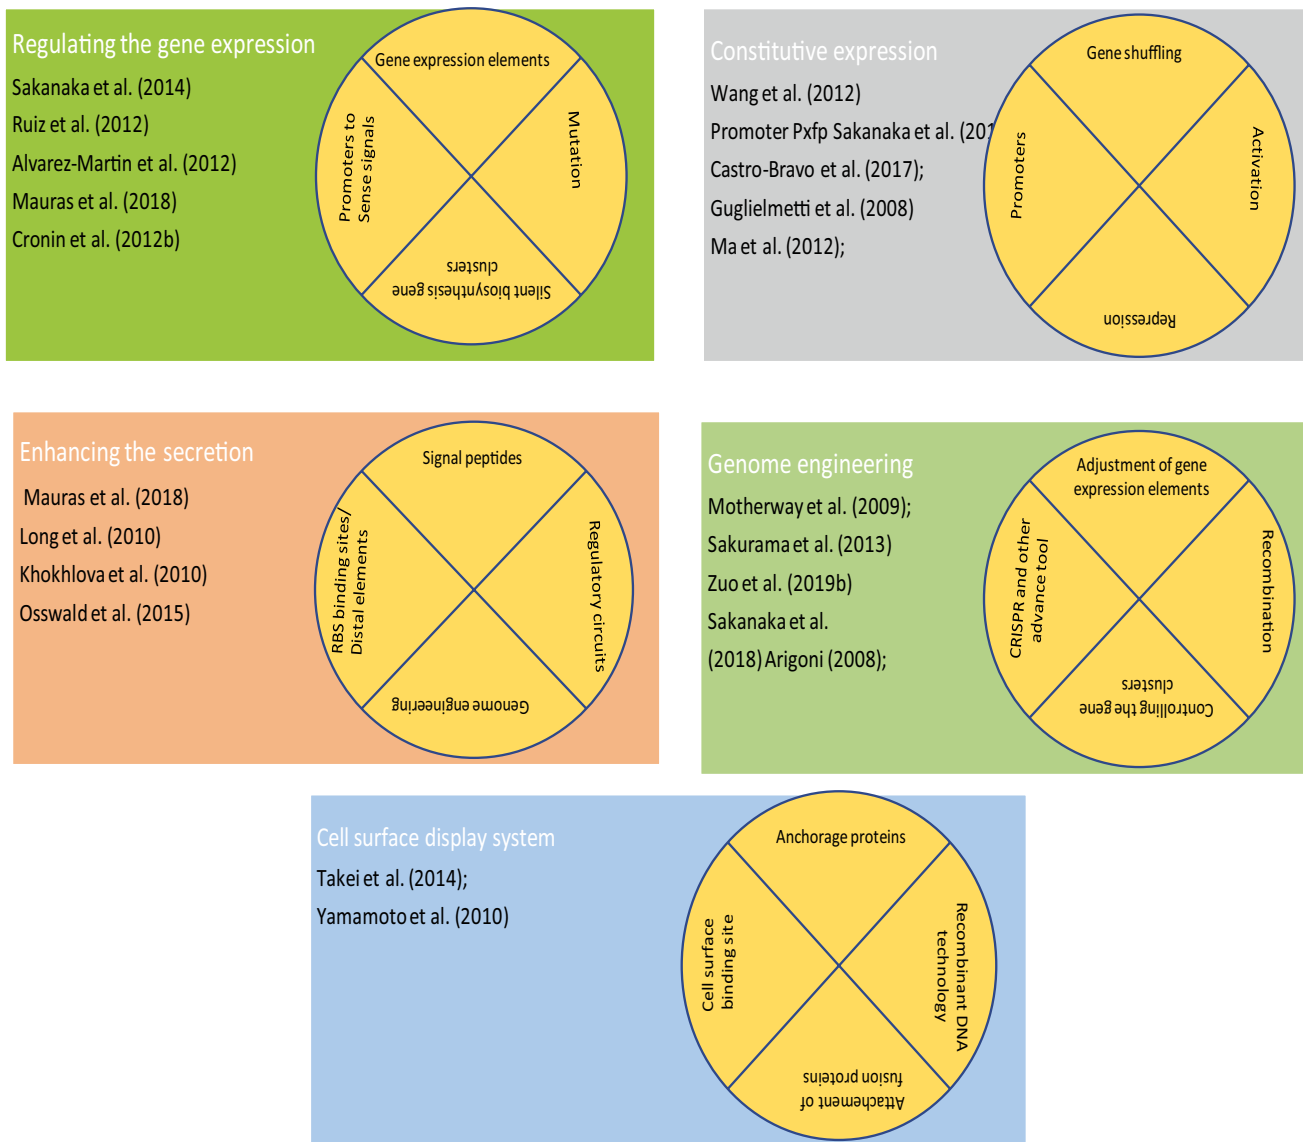 Regulating the gene expression
Sakanaka et al. (2014)
Ruiz et al. (2012)
Alvarez-Martin et al. (2012)
Mauras et al. (2018)
Cronin et al. (2012b)
Gene expression elements
Mutation
Silent biosynthesis gene
clusters
Promoters to
Sense signals
Constitutive expression
Wang et al. (2012)
Promoter Pxfp Sakanaka et al. (201
Castro-Bravo et al. (2017);
Guglielmetti et al. (2008)
Ma et al. (2012);
Gene shuffling
Activation
Repression
Promoters
Enhancing the secretion
Mauras et al. (2018)
Long et al. (2010)
Khokhlova et al. (2010)
Osswald et al. (2015)
Signal peptides
Regulatory circuits
Genome engineering
RBS binding sites/
Distal elements
Genome engineering
Motherway et al. (2009);
Sakurama et al. (2013)
Zuo et al. (2019b)
Sakanaka et al.
(2018) Arigoni (2008);
Adjustment of gene
expression elements
Recombination
Controlling the gene
clusters
CRISPR and other
advance tool
Cell surface display system
Takei et al. (2014);
Yamamoto et al. (2010)
Anchorage proteins
Recombinant DNA
technology
Attachement of
fusion proteins
Cell surface
binding site